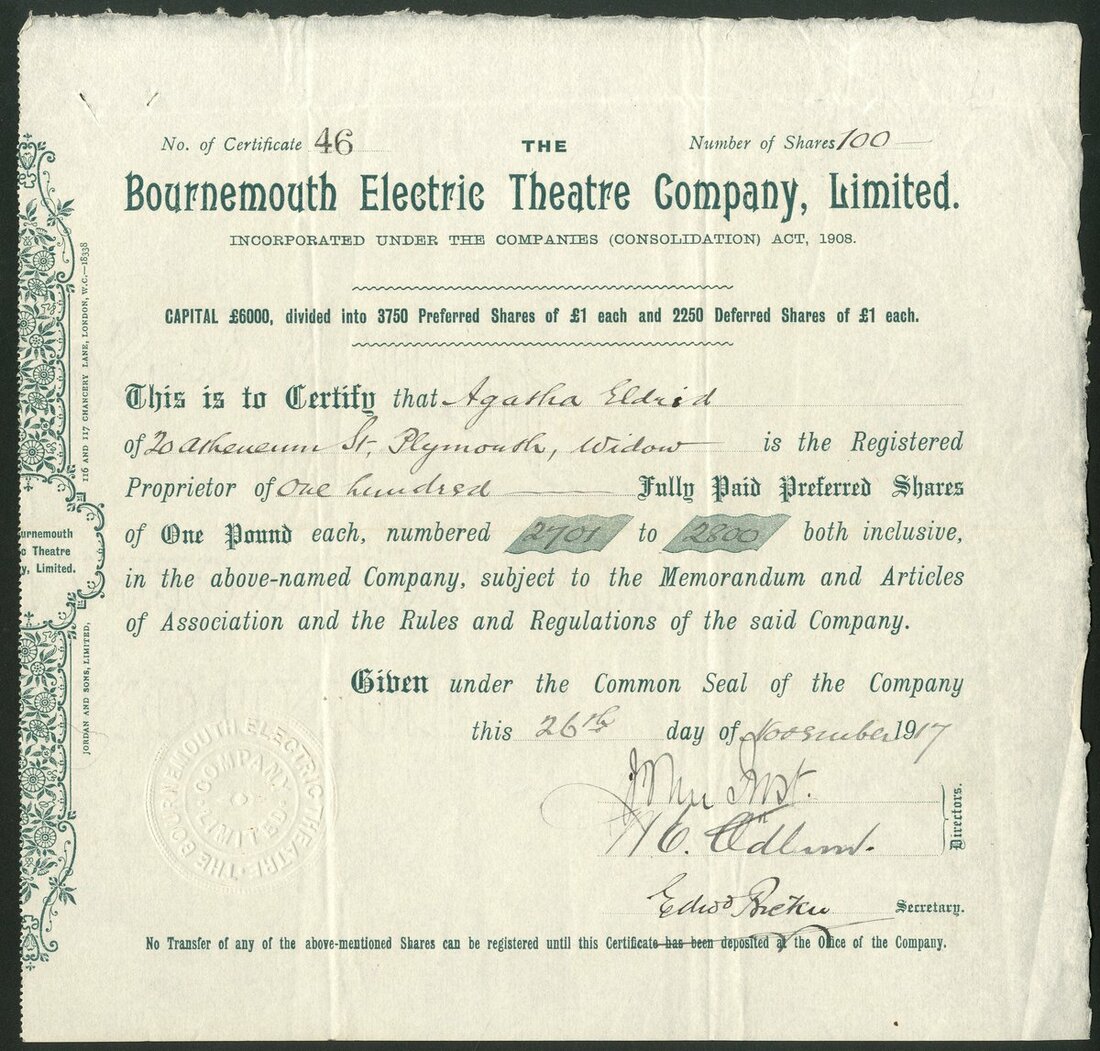 No. of Certificate 46
THE
Number of Shares 100
Bournemouth Electric Theatre Company, Limited.
INCORPORATED UNDER THE COMPANIES (CONSOLIDATION) ACT, 1908.
CAPITAL £6000, divided into 3750 Preferred Shares of £1 each and 2250 Deferred Shares of £1 each.
This is to Certify that Agatha Eldrid
of 20 Atheneum St, Plymouth, Widow is the Registered
Proprietor of One hundred Fully Paid Preferred Shares
of One Pound each, numbered 2701 to 2800 both inclusive,
in the above-named Company, subject to the Memorandum and Articles
of Association and the Rules and Regulations of the said Company.
Given under the Common Seal of the Company
this 26th day of November 1917
Directors.
Edwd Secretary.
No Transfer of any of the above-mentioned Shares can be registered until this Certificate has been deposited at the Office of the Company.
THE BOURNEMOUTH ELECTRIC THEATRE
COMPANY
LIMITED
urnemouth
c Theatre
y, Limited.
JORDAN AND SONS, LIMITED, 116 AND 117 CHANCERY LANE, LONDON, W.C.—18338